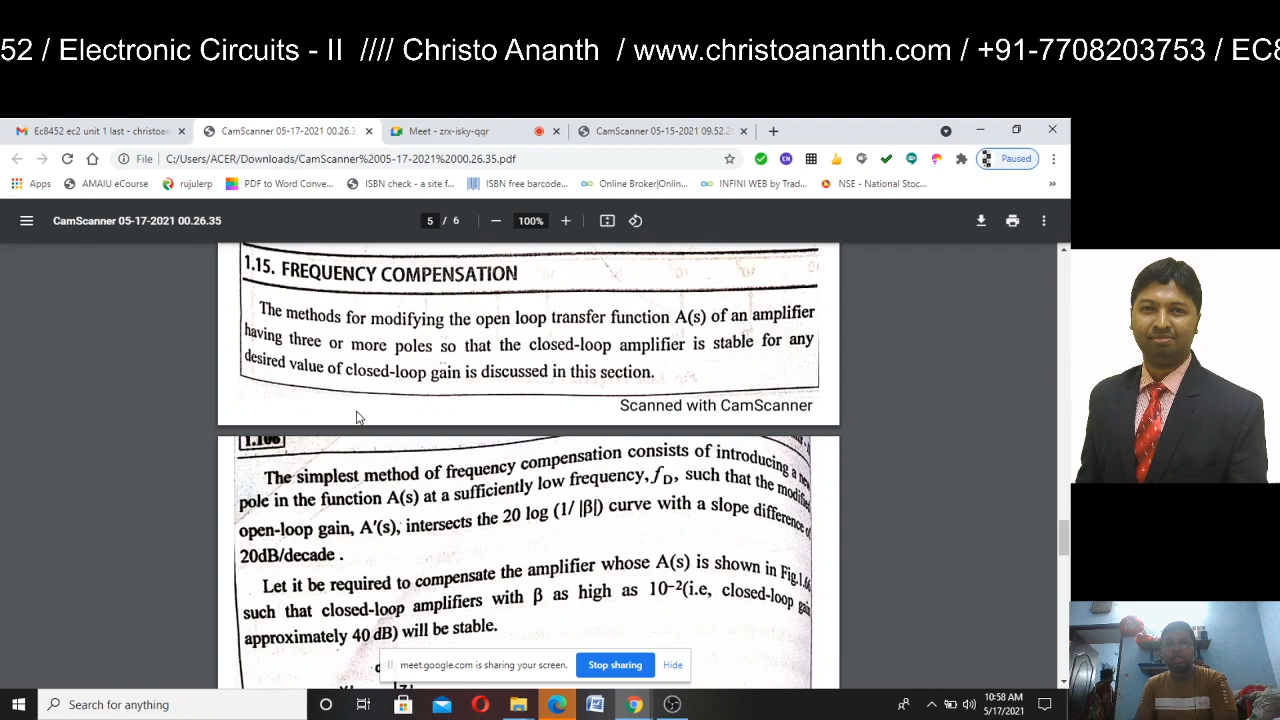 52 / Electronic Circuits - II //// Christo Ananth / www.christoananth.com / +91-7708203753 / EC8
Ec8452 ec2 unit 1 last - christoan
CamScanner 05-17-2021 00.26.3
Meet - zrx-isky-qqr
CamScanner 05-15-2021 09.52.2
File C:/Users/ACER/Downloads/CamScanner%2005-17-2021%2000.26.35.pdf
Paused
Apps AMAIU eCourse rujulerp PDF to Word Conve... ISBN check - a site f... ISBN free barcode... Online Broker|Onlin... INFINI WEB by Trad... NSE - National Stoc... »
CamScanner 05-17-2021 00.26.35 5 / 6 − 100% +
1.15. FREQUENCY COMPENSATION
The methods for modifying the open loop transfer function A(s) of an amplifier
having three or more poles so that the closed-loop amplifier is stable for any
desired value of closed-loop gain is discussed in this section.
Scanned with CamScanner
1.106
The simplest method of frequency compensation consists of introducing a new
pole in the function A(s) at a sufficiently low frequency, fD, such that the modified
open-loop gain, A′(s), intersects the 20 log (1/ |β|) curve with a slope difference of
20dB/decade .
Let it be required to compensate the amplifier whose A(s) is shown in
such that closed-loop amplifiers with β as high as 10−2(i.e, closed-loop gain
approximately 40 dB) will be stable.
meet.google.com is sharing your screen. Stop sharing Hide
Search for anything
10:58 AM
5/17/2021